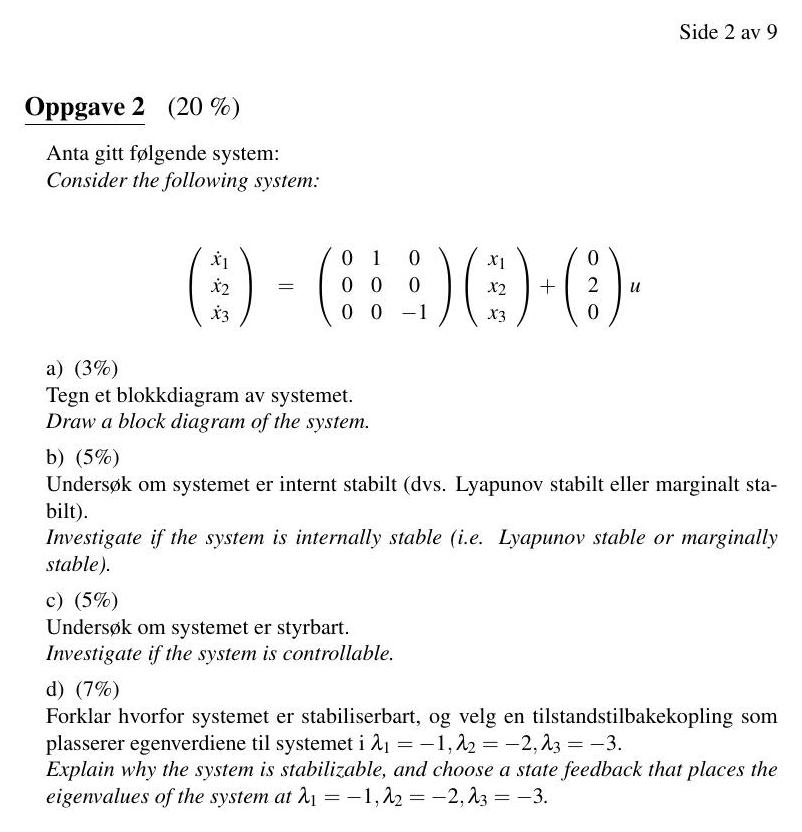 Side 2 av 9
Oppgave 2 (20 %)
Anta gitt følgende system:
Consider the following system:
( ẋ1 ) = ( 0 1 0 ) ( x1 ) + ( 0 ) u
( ẋ2 ) ( 0 0 0 ) ( x2 ) ( 2 )
( ẋ3 ) ( 0 0 −1 ) ( x3 ) ( 0 )
a) (3%)
Tegn et blokkdiagram av systemet.
Draw a block diagram of the system.
b) (5%)
Undersøk om systemet er internt stabilt (dvs. Lyapunov stabilt eller marginalt sta-
bilt).
Investigate if the system is internally stable (i.e. Lyapunov stable or marginally
stable).
c) (5%)
Undersøk om systemet er styrbart.
Investigate if the system is controllable.
d) (7%)
Forklar hvorfor systemet er stabiliserbart, og velg en tilstandstilbakekopling som
plasserer egenverdiene til systemet i λ1 = −1, λ2 = −2, λ3 = −3.
Explain why the system is stabilizable, and choose a state feedback that places the
eigenvalues of the system at λ1 = −1, λ2 = −2, λ3 = −3.